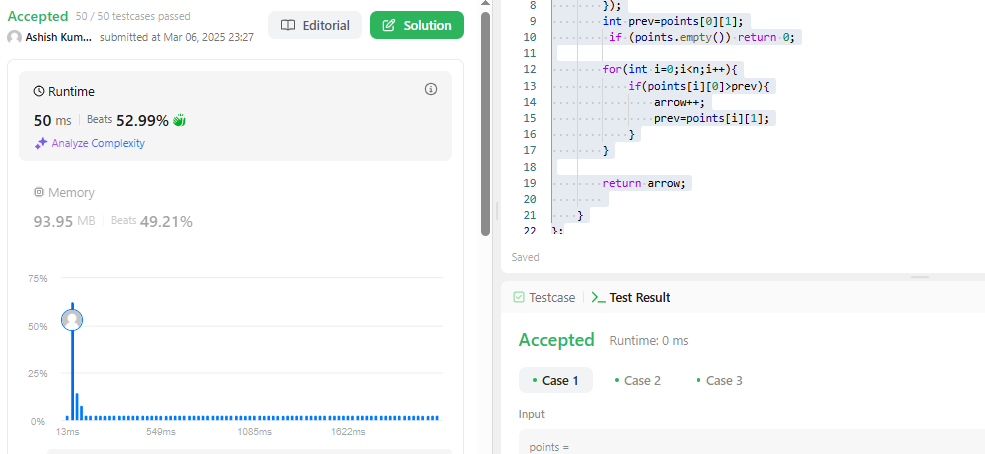 Accepted 50 / 50 testcases passed
Ashish Kum... submitted at Mar 06, 2025 23:27
Editorial
Solution
Runtime
50 ms Beats 52.99%
Analyze Complexity
Memory
93.95 MB Beats 49.21%
75%
50%
25%
0%
13ms 549ms 1085ms 1622ms
8 });
9 int prev=points[0][1];
10 if (points.empty()) return 0;
11
12 for(int i=0;i<n;i++){
13 if(points[i][0]>prev){
14 arrow++;
15 prev=points[i][1];
16 }
17 }
18
19 return arrow;
20
21 }
22 };
Saved
Testcase
Test Result
Accepted Runtime: 0 ms
Case 1 Case 2 Case 3
Input
points =